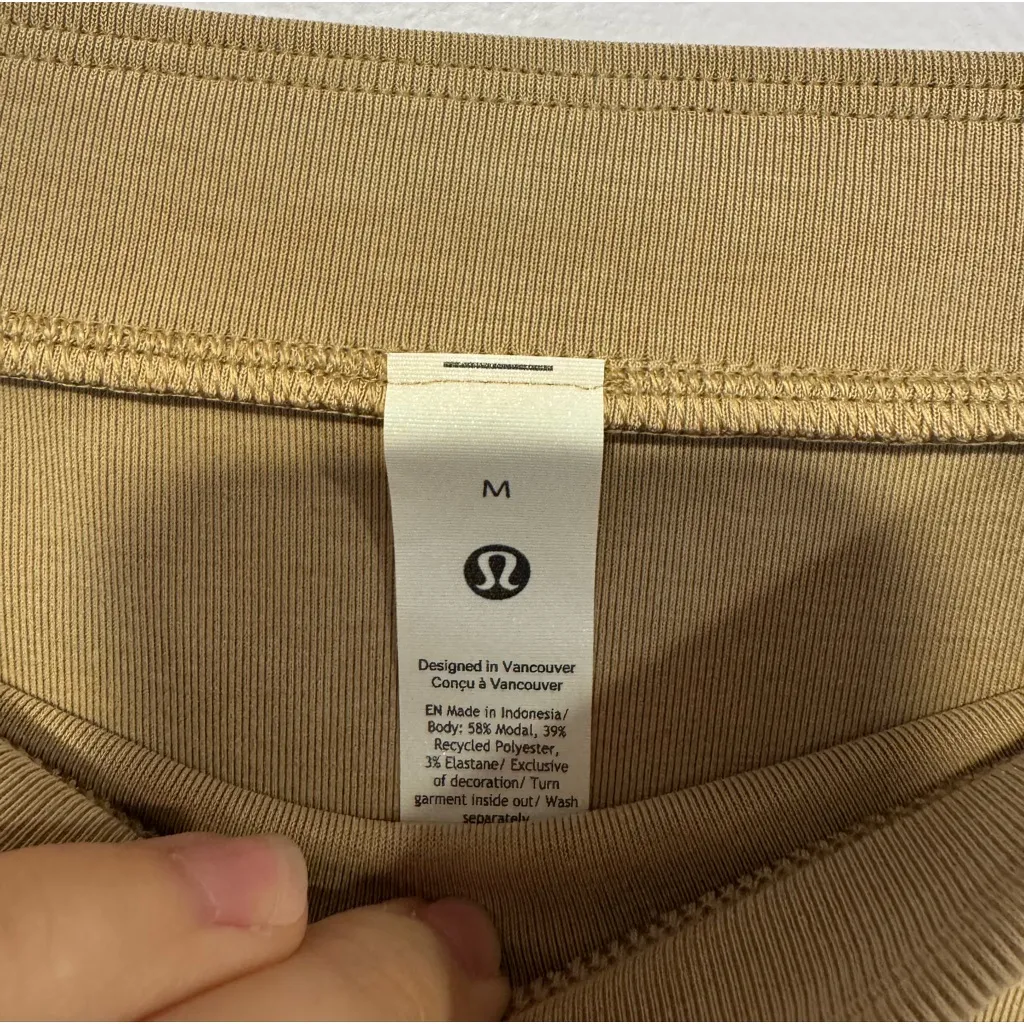 M
Designed in Vancouver
Conçu à Vancouver
EN Made in Indonesia/
Body: 58% Modal, 39%
Recycled Polyester,
3% Elastane/ Exclusive
of decoration/ Turn
garment inside out/ Wash
separately